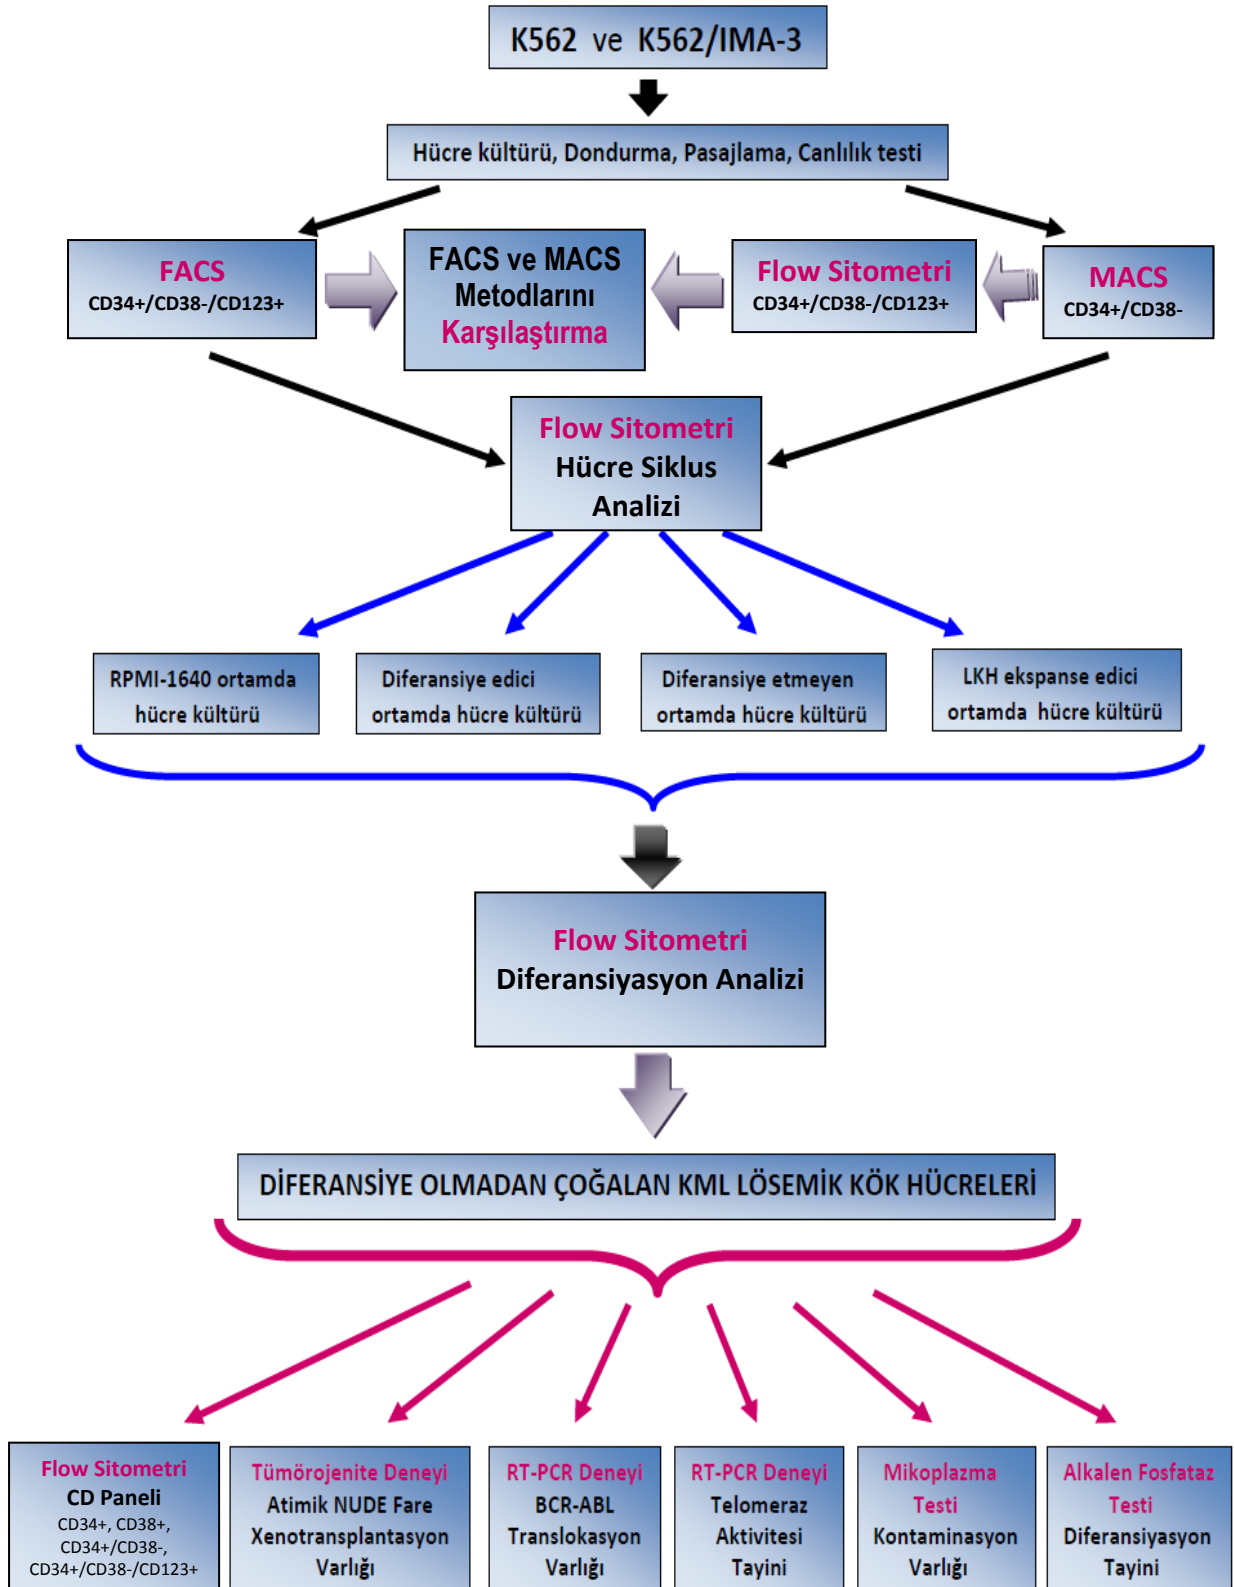 K562 ve K562/IMA-3
Hücre kültürü, Dondurma, Pasajlama, Canlılık testi
FACS
CD34+/CD38-/CD123+
FACS ve MACS
Metodlarını
Karşılaştırma
Flow Sitometri
CD34+/CD38-/CD123+
MACS
CD34+/CD38-
Flow Sitometri
Hücre Siklus
Analizi
RPMI-1640 ortamda
hücre kültürü
Diferansiye edici
ortamda hücre kültürü
Diferansiye etmeyen
ortamda hücre kültürü
LKH ekspanse edici
ortamda hücre kültürü
Flow Sitometri
Diferansiyasyon Analizi
DİFERANSİYE OLMADAN ÇOĞALAN KML LÖSEMİK KÖK HÜCRELERİ
Flow Sitometri
CD Paneli
CD34+, CD38+,
CD34+/CD38-,
CD34+/CD38-/CD123+
Tümörojenite Deneyi
Atimik NUDE Fare
Xenotransplantasyon
Varlığı
RT-PCR Deneyi
BCR-ABL
Translokasyon
Varlığı
RT-PCR Deneyi
Telomeraz
Aktivitesi
Tayini
Mikoplazma
Testi
Kontaminasyon
Varlığı
Alkalen Fosfataz
Testi
Diferansiyasyon
Tayini